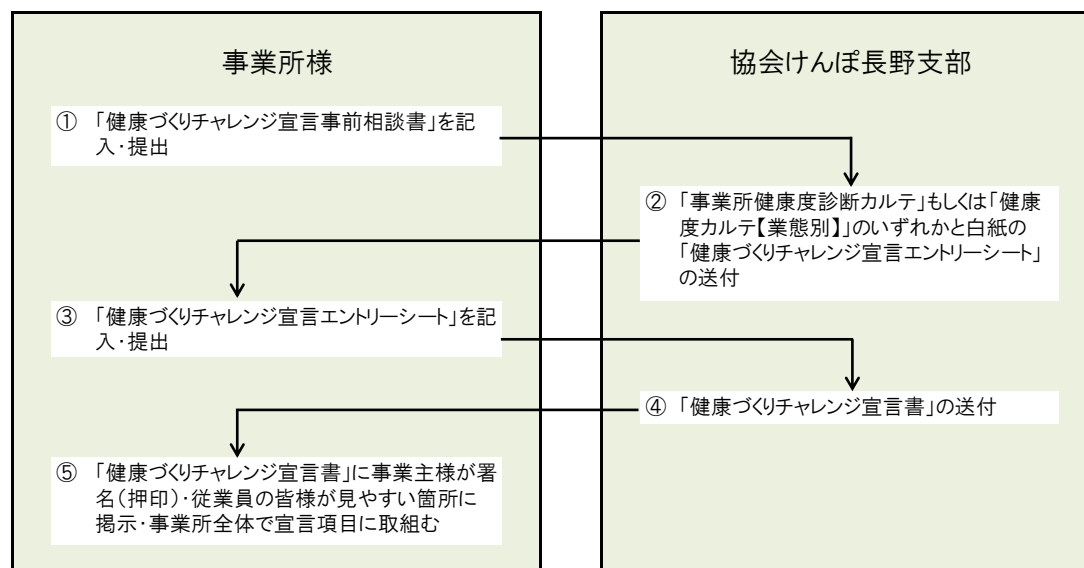 事業所様
協会けんぽ長野支部
① 「健康づくりチャレンジ宣言事前相談書」を記
入・提出
② 「事業所健康度診断カルテ」もしくは「健康
度カルテ【業態別】」のいずれかと白紙の
「健康づくりチャレンジ宣言エントリーシート」
の送付
③ 「健康づくりチャレンジ宣言エントリーシート」を記
入・提出
④ 「健康づくりチャレンジ宣言書」の送付
⑤ 「健康づくりチャレンジ宣言書」に事業主様が署
名(押印)・従業員の皆様が見やすい箇所に
掲示・事業所全体で宣言項目に取組む